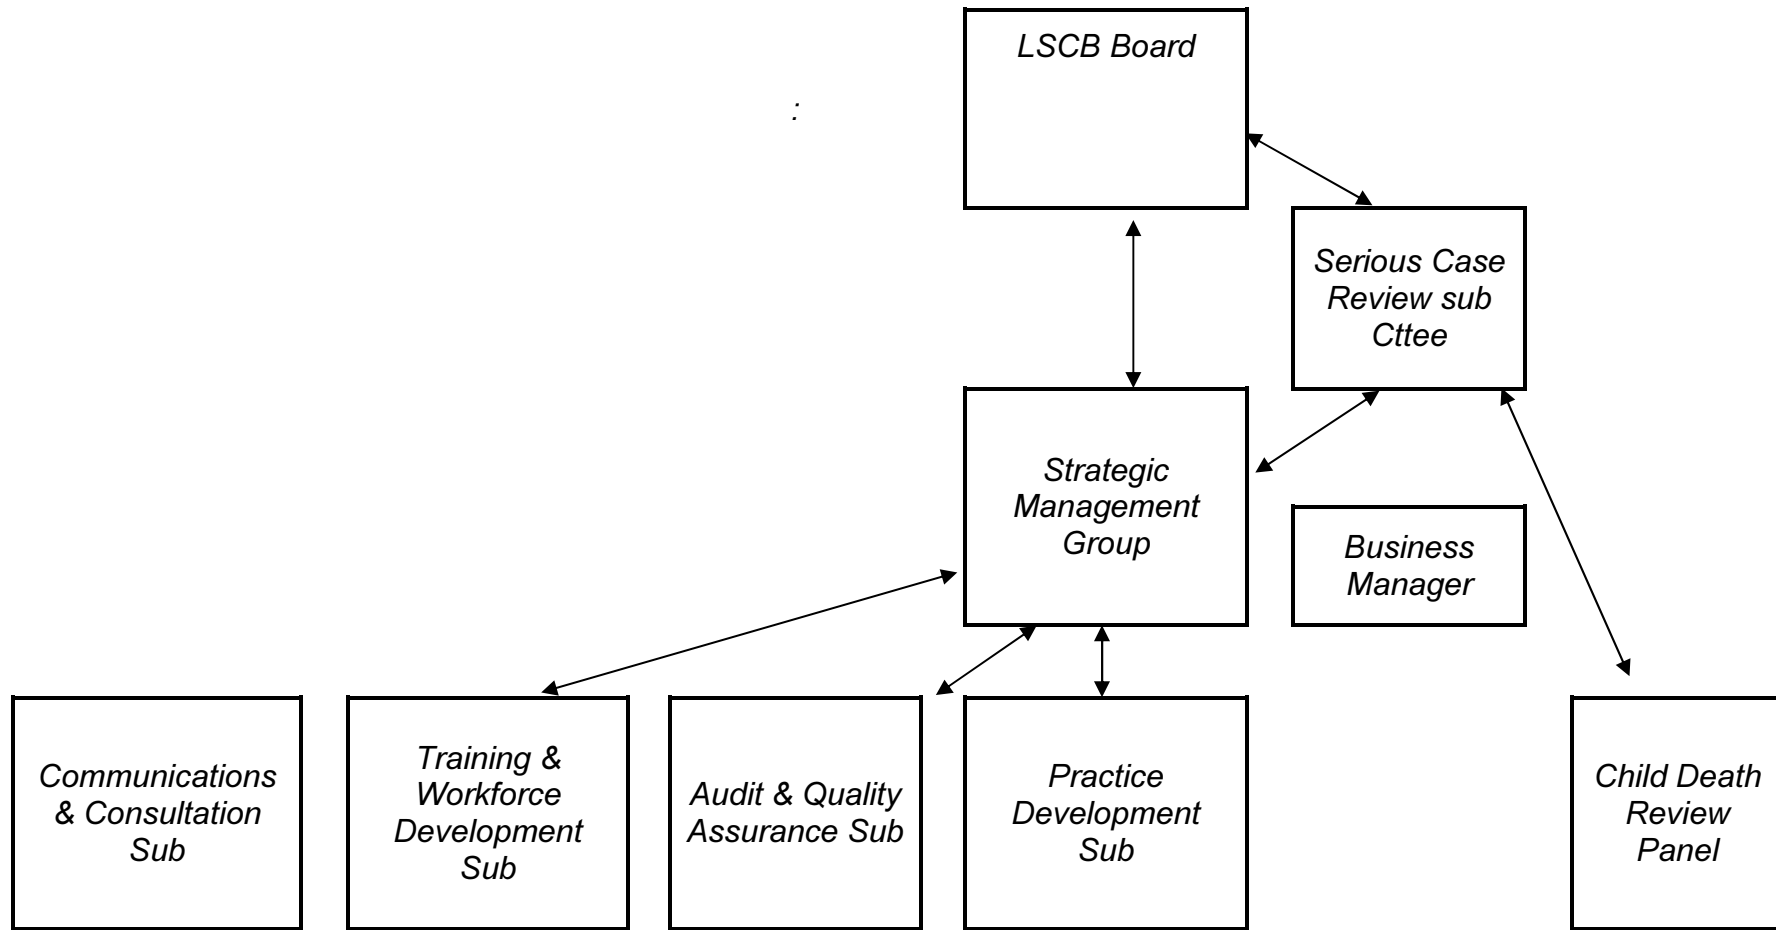 LSCB Board
:
Serious Case
Review sub
Cttee
Strategic
Management
Group
Business
Manager
Communications
& Consultation
Sub
Training &
Workforce
Development
Sub
Audit & Quality
Assurance Sub
Practice
Development
Sub
Child Death
Review
Panel